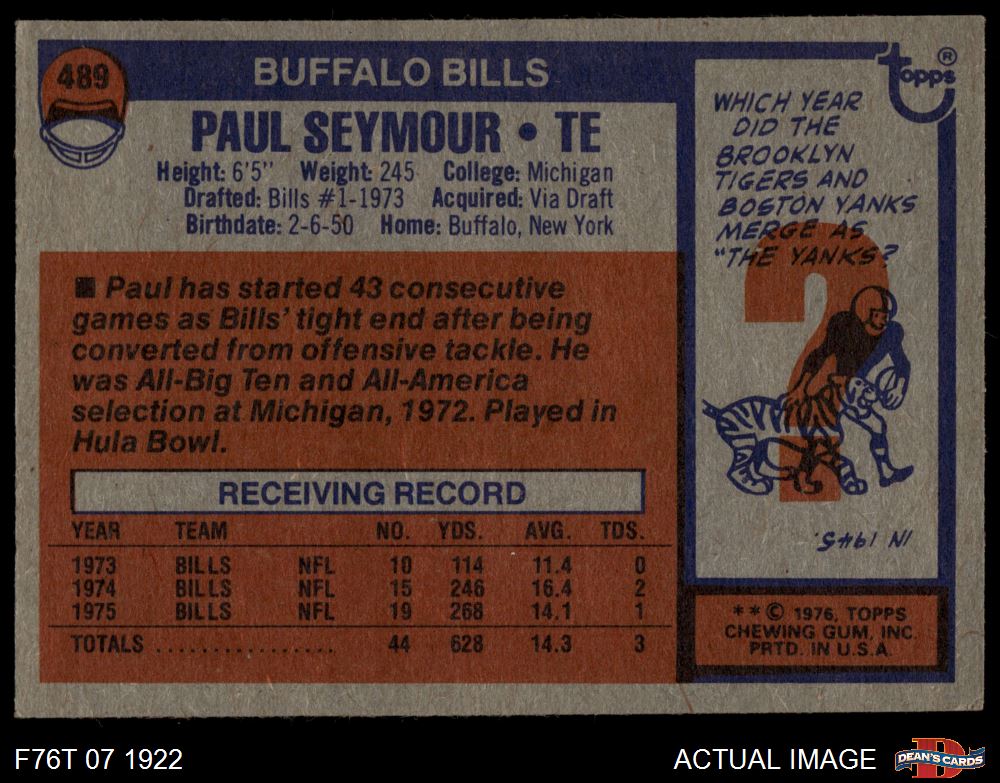 489
BUFFALO BILLS
PAUL SEYMOUR • TE
Height: 6'5" Weight: 245 College: Michigan
Drafted: Bills #1-1973 Acquired: Via Draft
Birthdate: 2-6-50 Home: Buffalo, New York
■ Paul has started 43 consecutive
games as Bills' tight end after being
converted from offensive tackle. He
was All-Big Ten and All-America
selection at Michigan, 1972. Played in
Hula Bowl.
RECEIVING RECORD
YEAR TEAM NO. YDS. AVG. TDS.
1973 BILLS NFL 10 114 11.4 0
1974 BILLS NFL 15 246 16.4 2
1975 BILLS NFL 19 268 14.1 1
TOTALS ................ 44 628 14.3 3
topps®
WHICH YEAR
DID THE
BROOKLYN
TIGERS AND
BOSTON YANKS
MERGE AS
"THE YANKS?
IN 1945.
**© 1976, TOPPS
CHEWING GUM, INC.
PRTD. IN U.S.A.
F76T 07 1922
ACTUAL IMAGE
D
DEAN'S CARDS